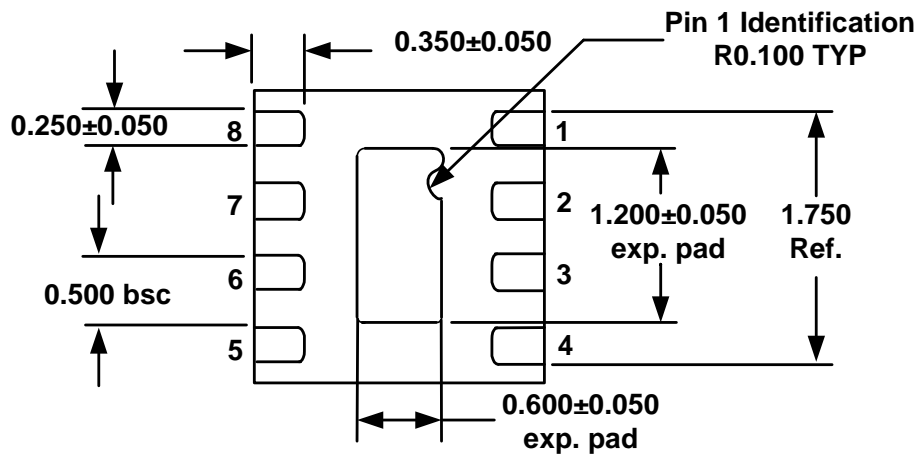 Pin 1 Identification
R0.100 TYP
0.350±0.050
0.250±0.050
8
1
7
2
1.200±0.050
exp. pad
1.750
Ref.
6
3
0.500 bsc
5
4
0.600±0.050
exp. pad